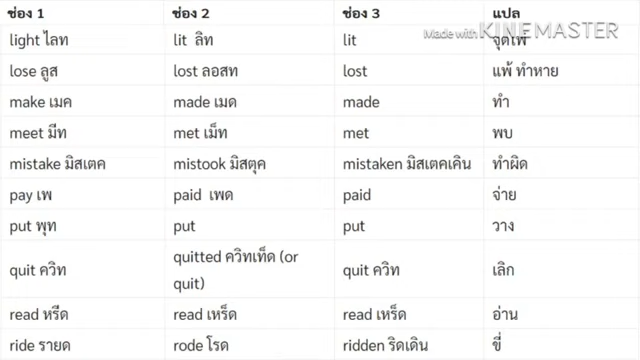 ช่อง 1 ช่อง 2 ช่อง 3 แปล
Made with KINEMASTER
light ไลท lit ลิท lit จุดไฟ
lose ลูส lost ลอสท lost แพ้ ทำหาย
make เมค made เมด made ทำ
meet มีท met เม็ท met พบ
mistake มิสเตค mistook มิสตุค mistaken มิสเตคเคิน ทำผิด
pay เพ paid เพด paid จ่าย
put พุท put put วาง
quit ควิท quitted ควิทเท็ด (or quit ควิท เลิก
quit)
read หรีด read เหร็ด read เหร็ด อ่าน
ride รายด rode โรด ridden ริดเดิน ขี่